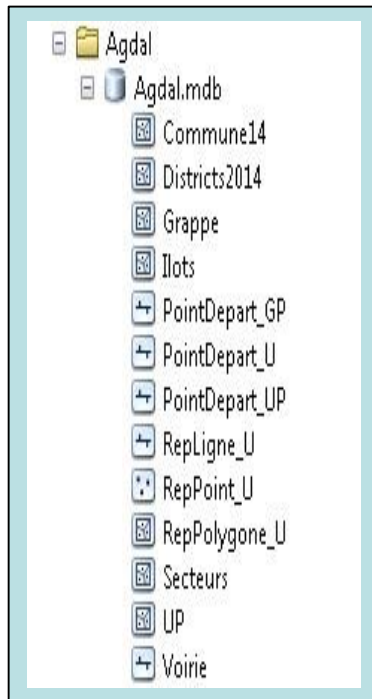 Agdal
Agdal.mdb
Commune14
Districts2014
Grappe
Ilots
PointDepart_GP
PointDepart_U
PointDepart_UP
RepLigne_U
RepPoint_U
RepPolygone_U
Secteurs
UP
Voirie